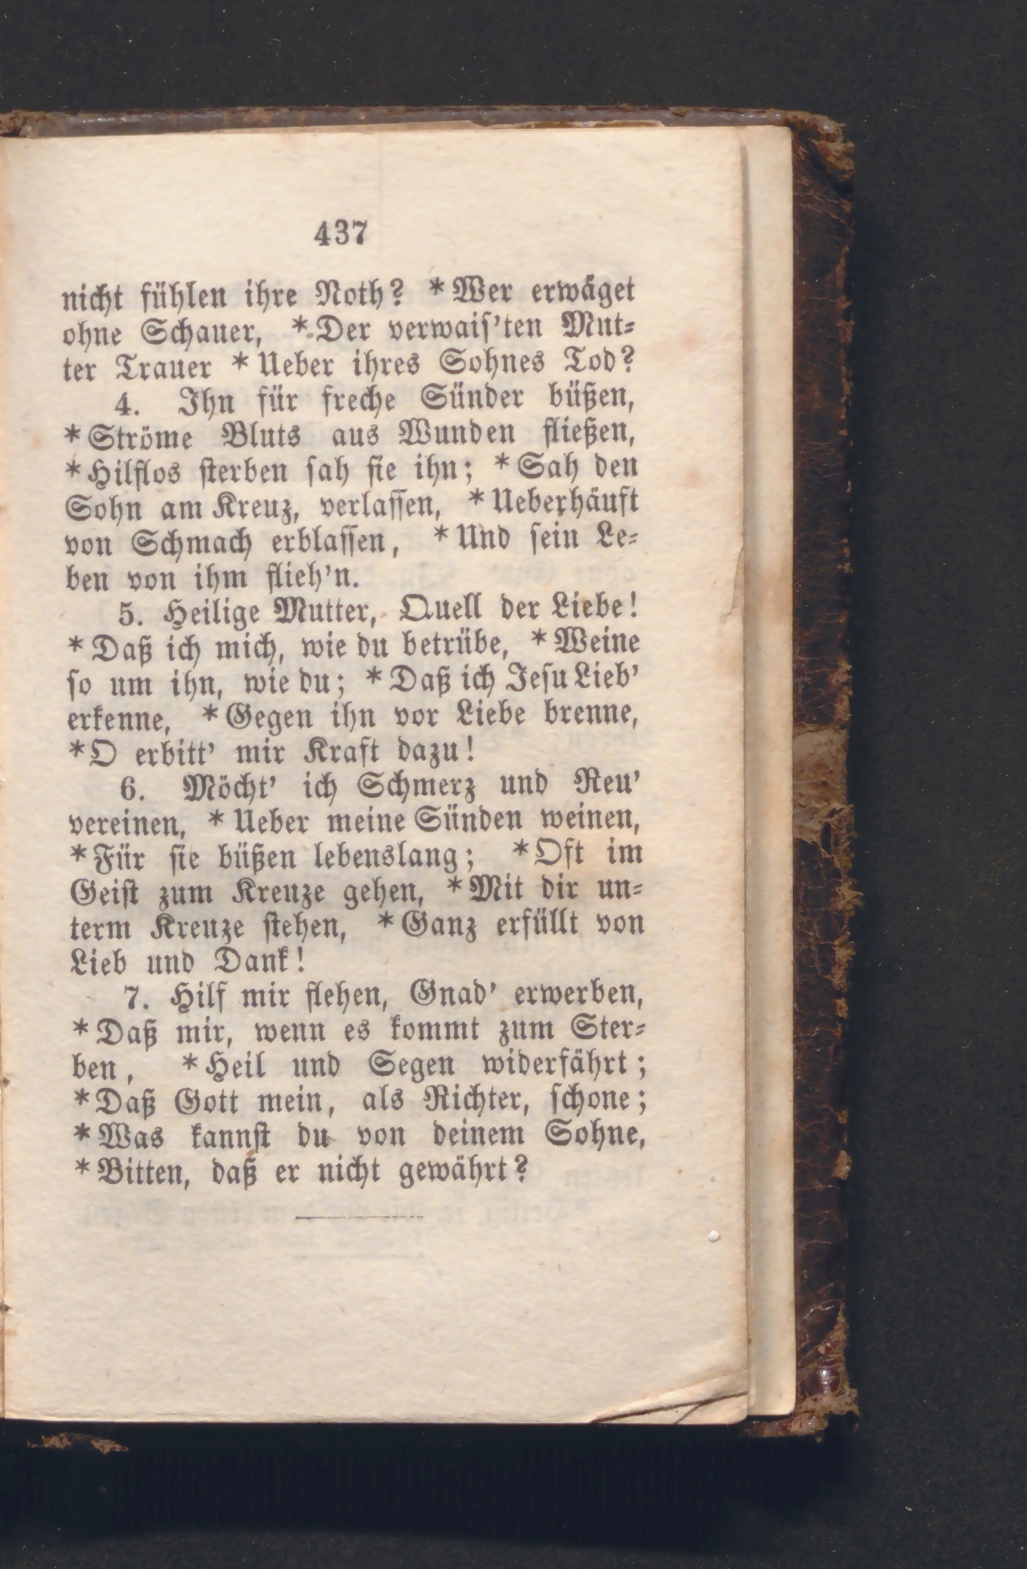 437
nicht fühlen ihre Noth? * Wer erwäget
ohne Schauer, * Der verwais'ten Mut-
ter Trauer * Ueber ihres Sohnes Tod?
4. Ihn für freche Sünder büßen,
* Ströme Bluts aus Wunden fließen,
* Hilflos sterben sah sie ihn; * Sah den
Sohn am Kreuz, verlassen, * Ueberhäuft
von Schmach erblassen, * Und sein Le-
ben von ihm flieh'n.
5. Heilige Mutter, Quell der Liebe!
* Daß ich mich, wie du betrübe, * Weine
so um ihn, wie du; * Daß ich Jesu Lieb'
erkenne, * Gegen ihn vor Liebe brenne,
* O erbitt' mir Kraft dazu!
6. Möcht' ich Schmerz und Reu'
vereinen, * Ueber meine Sünden weinen,
* Für sie büßen lebenslang; * Oft im
Geist zum Kreuze gehen, * Mit dir un-
term Kreuze stehen, * Ganz erfüllt von
Lieb und Dank!
7. Hilf mir flehen, Gnad' erwerben,
* Daß mir, wenn es kommt zum Ster-
ben, * Heil und Segen widerfährt;
* Daß Gott mein, als Richter, schone;
* Was kannst du von deinem Sohne,
* Bitten, daß er nicht gewährt?